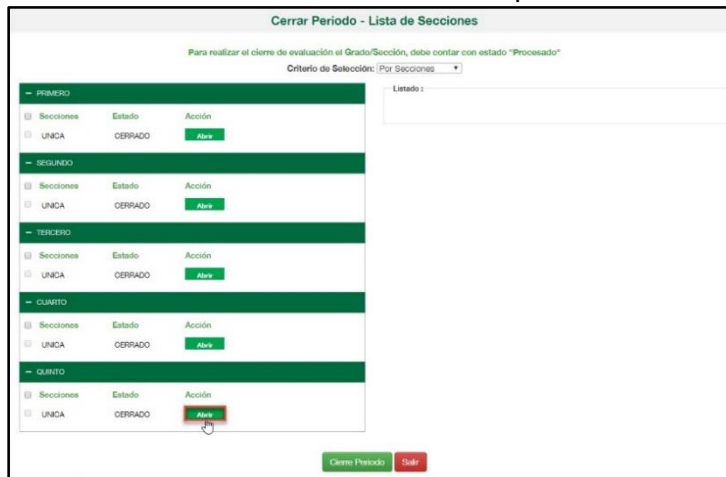 Cerrar Periodo - Lista de Secciones
Para realizar el cierre de evaluación el Grado/Sección, debe contar con estado "Procesado"
Criterio de Selección: Por Secciones
− PRIMERO
Secciones Estado Acción
UNICA CERRADO Abrir
− SEGUNDO
Secciones Estado Acción
UNICA CERRADO Abrir
− TERCERO
Secciones Estado Acción
UNICA CERRADO Abrir
− CUARTO
Secciones Estado Acción
UNICA CERRADO Abrir
− QUINTO
Secciones Estado Acción
UNICA CERRADO Abrir
Listado :
Cierre Periodo Salir